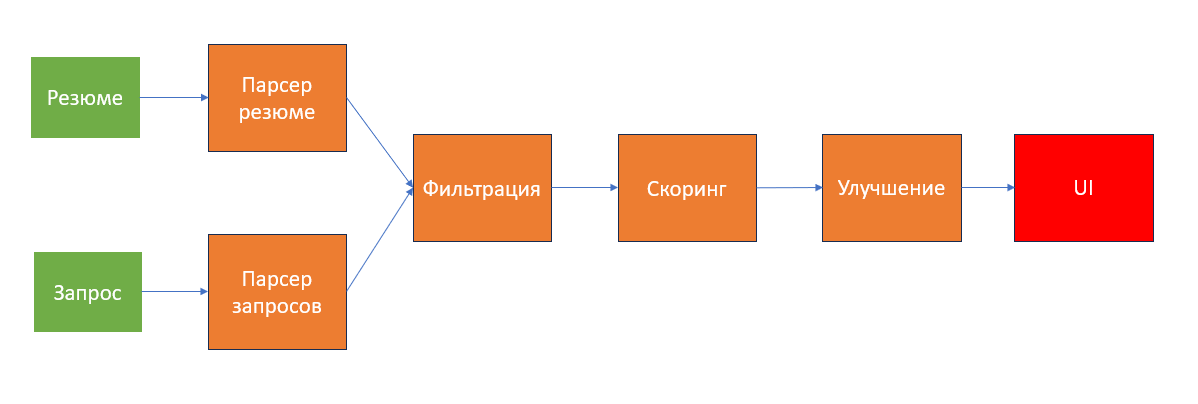 Резюме
Парсер
резюме
Фильтрация
Скоринг
Улучшение
UI
Запрос
Парсер
запросов